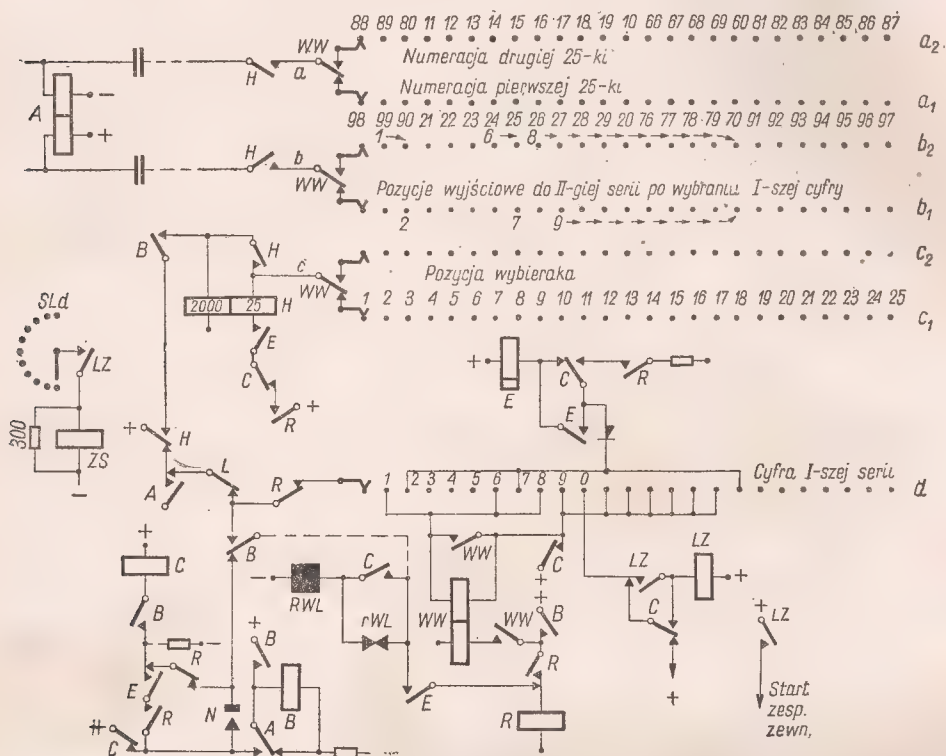 88 89 80 11 12 13 14 15 16 17 18 19 10 66 67 68 69 60 81 82 83 84 85 86 87
a2
WW
Numeracja drugiej 25-ki
H
a
Numeracja pierwszej 25-ki
A
−
+
a1
98 99 90 21 22 23 24 25 26 27 28 29 20 76 77 78 79 70 91 92 93 94 95 96 97
1 6 8
b2
H
b
WW
Pozycje wyjściowe do II-giej serii po wybraniu I-szej cyfry
b1
2 7 9
B
H
c
WW
c2
Pozycja wybieraka
2000 25 H
1 2 3 4 5 6 7 8 9 10 11 12 13 14 15 16 17 18 19 20 21 22 23 24 25
c1
SLd
LZ
E
C
R
+
+
E
C
R
E
300
ZS
−
+
H
L
A
R
1 2 3 4 5 6 7 8 9 0
Cyfra I-szej serii
d
+
C
B
B
−
RWL
C
rWL
WW
WW
WW
C
+
+
B
LZ
LZ
+
C
+
LZ
+
B
R
E
R
N
B
A
C
E
R
R
+
Start
zesp.
zewn,